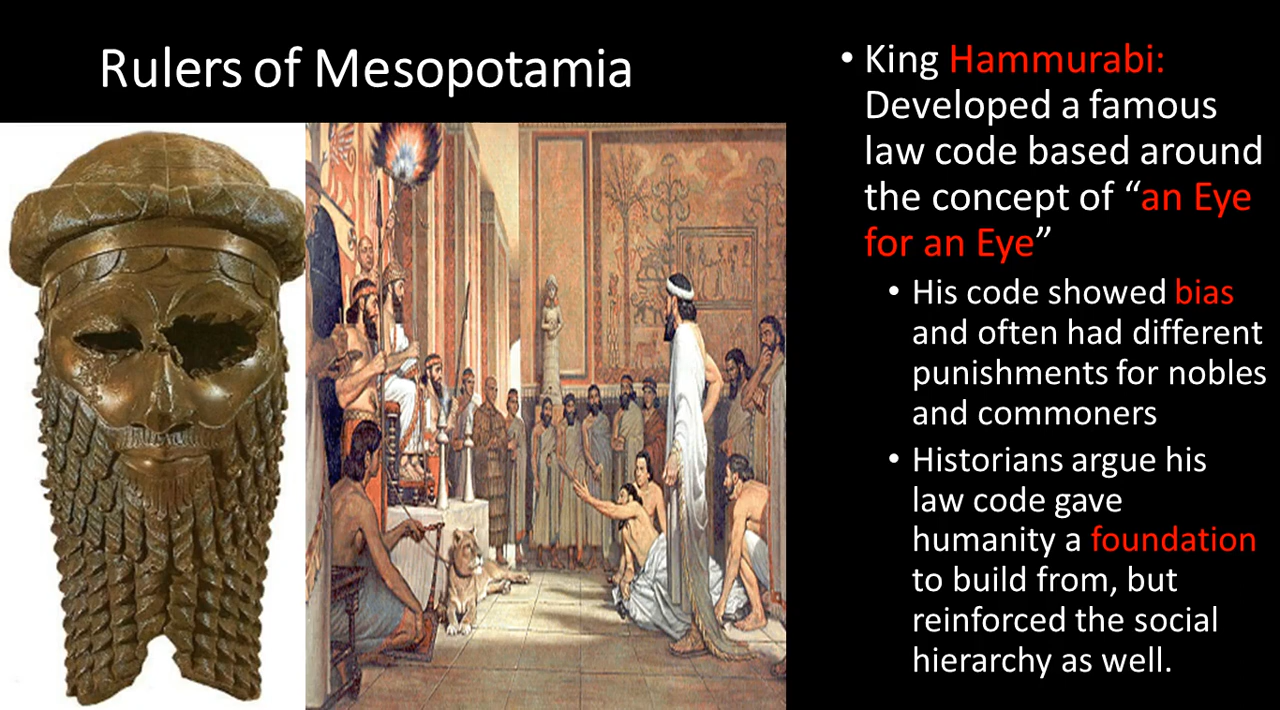 Rulers of Mesopotamia
• King Hammurabi:
Developed a famous
law code based around
the concept of “an Eye
for an Eye”
• His code showed bias
and often had different
punishments for nobles
and commoners
• Historians argue his
law code gave
humanity a foundation
to build from, but
reinforced the social
hierarchy as well.